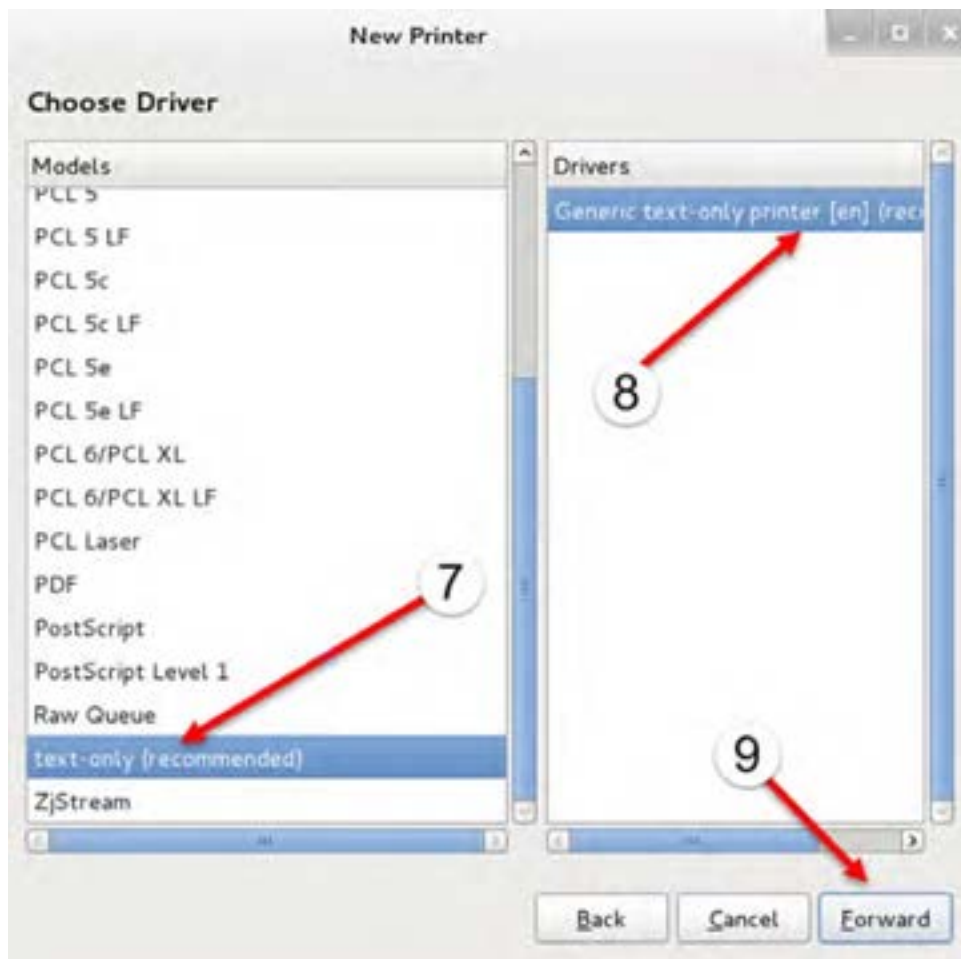 New Printer
Choose Driver
Models
PCL 5
PCL 5 LF
PCL 5c
PCL 5c LF
PCL 5e
PCL 5e LF
PCL 6/PCL XL
PCL 6/PCL XL LF
PCL Laser
PDF
PostScript
PostScript Level 1
Raw Queue
text-only (recommended)
ZjStream
7
Drivers
Generic text-only printer [en] (reco
8
9
Back
Cancel
Forward